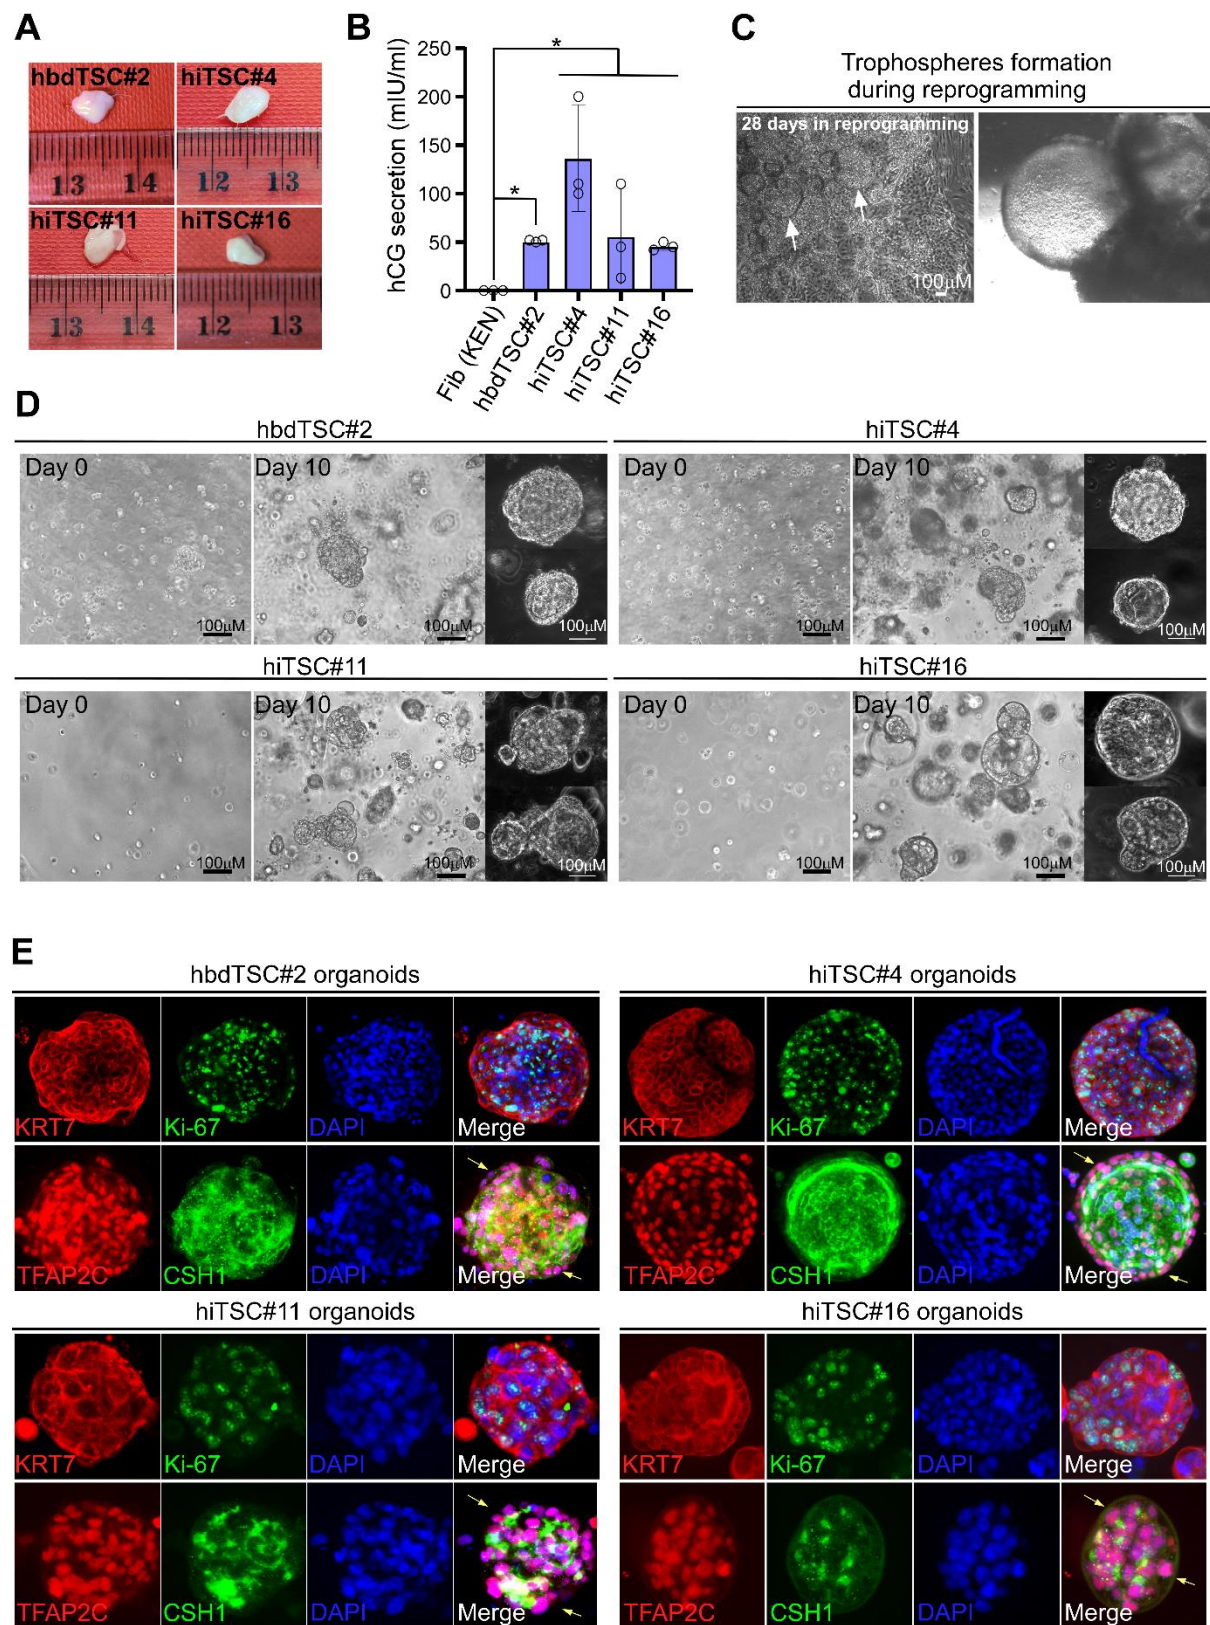 A
hbdTSC#2
hiTSC#4
13 14
12 13
hiTSC#11
hiTSC#16
13 14
12 13
B
hCG secretion (mIU/ml)
250
200
150
100
50
0
*
*
Fib (KEN)
hbdTSC#2
hiTSC#4
hiTSC#11
hiTSC#16
C
Trophospheres formation
during reprogramming
28 days in reprogramming
100μM
D
hbdTSC#2
hiTSC#4
Day 0
Day 10
Day 0
Day 10
100μM
100μM
100μM
100μM
100μM
100μM
hiTSC#11
hiTSC#16
Day 0
Day 10
Day 0
Day 10
100μM
100μM
100μM
100μM
100μM
100μM
E
hbdTSC#2 organoids
hiTSC#4 organoids
KRT7
Ki-67
DAPI
Merge
KRT7
Ki-67
DAPI
Merge
TFAP2C
CSH1
DAPI
Merge
TFAP2C
CSH1
DAPI
Merge
hiTSC#11 organoids
hiTSC#16 organoids
KRT7
Ki-67
DAPI
Merge
KRT7
Ki-67
DAPI
Merge
TFAP2C
CSH1
DAPI
Merge
TFAP2C
CSH1
DAPI
Merge